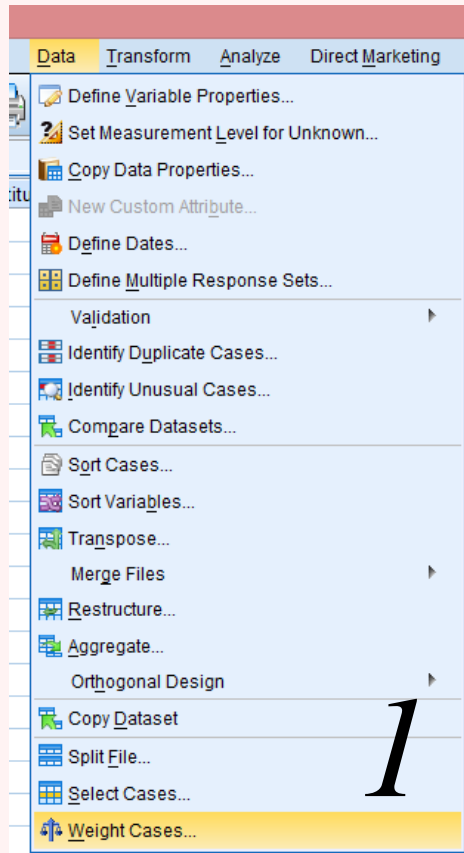 Data Transform Analyze Direct Marketing
Define Variable Properties...
Set Measurement Level for Unknown...
Copy Data Properties...
titu
New Custom Attribute...
Define Dates...
Define Multiple Response Sets...
Validation
Identify Duplicate Cases...
Identify Unusual Cases...
Compare Datasets...
Sort Cases...
Sort Variables...
Transpose...
Merge Files
Restructure...
Aggregate...
Orthogonal Design
Copy Dataset
Split File...
1
Select Cases...
Weight Cases...